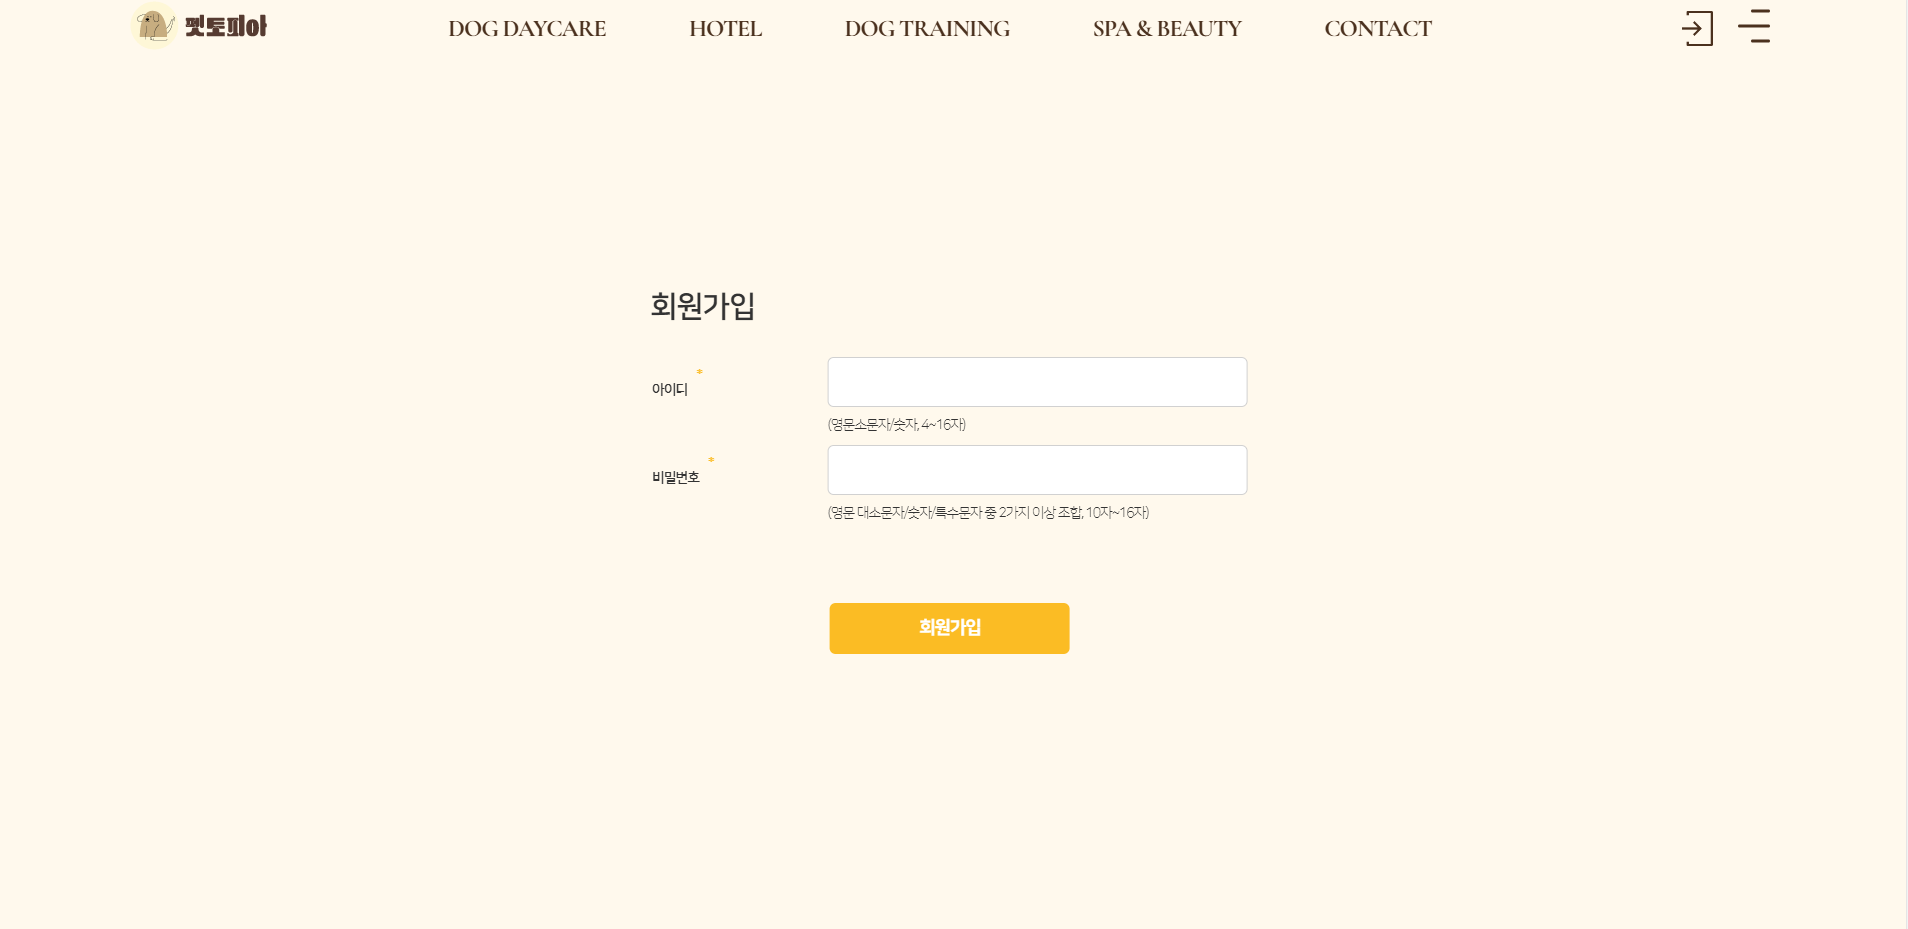 펫토피아 DOG DAYCARE HOTEL DOG TRAINING SPA & BEAUTY CONTACT
회원가입
아이디 *
(영문소문자/숫자, 4~16자)
비밀번호 *
(영문 대소문자/숫자/특수문자 중 2가지 이상 조합, 10자~16자)
회원가입